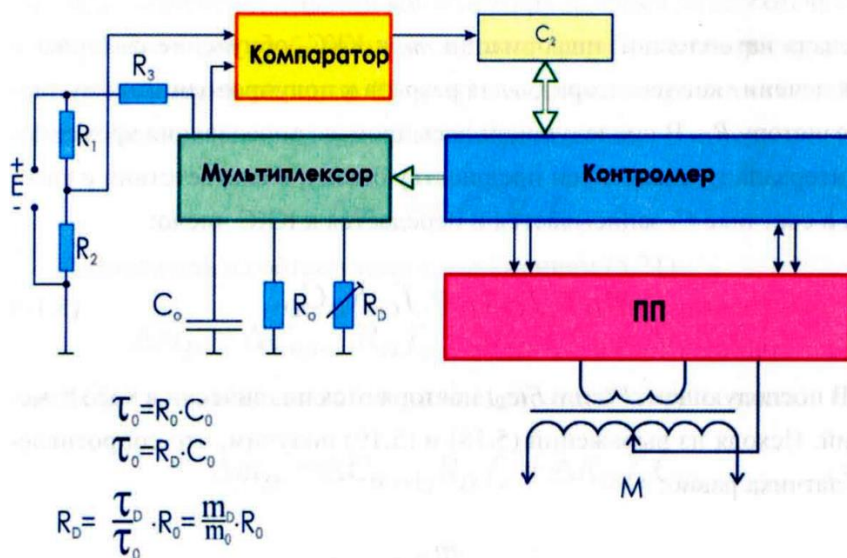 C₂
Компаратор
R₃
R₁
+
E
-
Мультиплексор
Контроллер
R₂
C₀
R₀
R_D
ПП
М
τ₀=R₀·C₀
τ₀=R_D·C₀
R_D= τ_D/τ₀ ·R₀= m_D/m₀ ·R₀